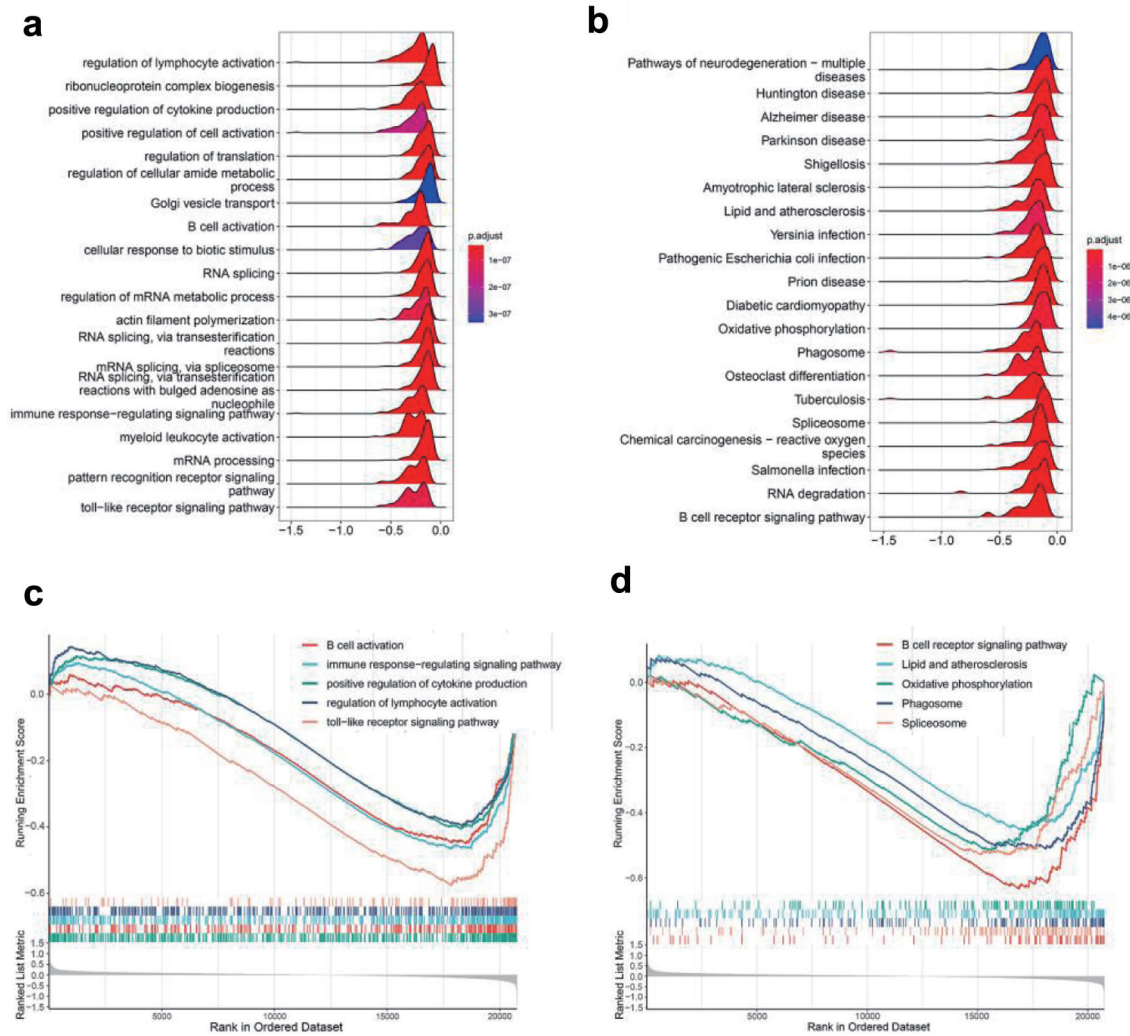 a
regulation of lymphocyte activation
ribonucleoprotein complex biogenesis
positive regulation of cytokine production
positive regulation of cell activation
regulation of translation
regulation of cellular amide metabolic
process
Golgi vesicle transport
B cell activation
cellular response to biotic stimulus
RNA splicing
regulation of mRNA metabolic process
actin filament polymerization
RNA splicing, via transesterification
reactions
mRNA splicing, via spliceosome
RNA splicing, via transesterification
reactions with bulged adenosine as
nucleophile
immune response−regulating signaling pathway
myeloid leukocyte activation
mRNA processing
pattern recognition receptor signaling
pathway
toll−like receptor signaling pathway
−1.5 −1.0 −0.5 0.0
p.adjust
1e−07
2e−07
3e−07
b
Pathways of neurodegeneration − multiple
diseases
Huntington disease
Alzheimer disease
Parkinson disease
Shigellosis
Amyotrophic lateral sclerosis
Lipid and atherosclerosis
Yersinia infection
Pathogenic Escherichia coli infection
Prion disease
Diabetic cardiomyopathy
Oxidative phosphorylation
Phagosome
Osteoclast differentiation
Tuberculosis
Spliceosome
Chemical carcinogenesis − reactive oxygen
species
Salmonella infection
RNA degradation
B cell receptor signaling pathway
−1.5 −1.0 −0.5 0.0
p.adjust
1e−06
2e−06
3e−06
4e−06
c
B cell activation
immune response−regulating signaling pathway
positive regulation of cytokine production
regulation of lymphocyte activation
toll−like receptor signaling pathway
Running Enrichment Score
0.0
−0.2
−0.4
−0.6
Ranked List Metric
1.5
1.0
0.5
0.0
−0.5
−1.0
−1.5
5000 10000 15000 20000
Rank in Ordered Dataset
d
B cell receptor signaling pathway
Lipid and atherosclerosis
Oxidative phosphorylation
Phagosome
Spliceosome
Running Enrichment Score
0.0
−0.2
−0.4
−0.6
Ranked List Metric
1.5
1.0
0.5
0.0
−0.5
−1.0
−1.5
5000 10000 15000 20000
Rank in Ordered Dataset